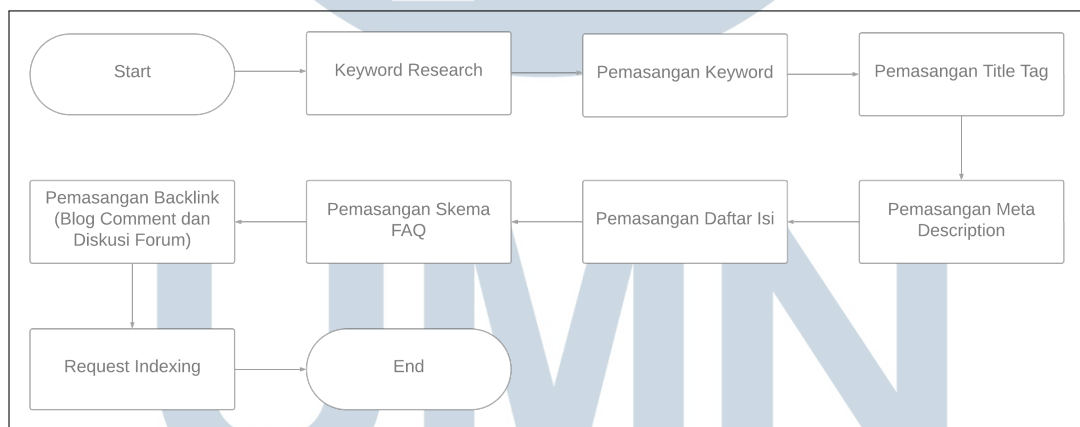 Start
Keyword Research
Pemasangan Keyword
Pemasangan Title Tag
Pemasangan Meta
Description
Pemasangan Daftar Isi
Pemasangan Skema
FAQ
Pemasangan Backlink
(Blog Comment dan
Diskusi Forum)
Request Indexing
End
UMN